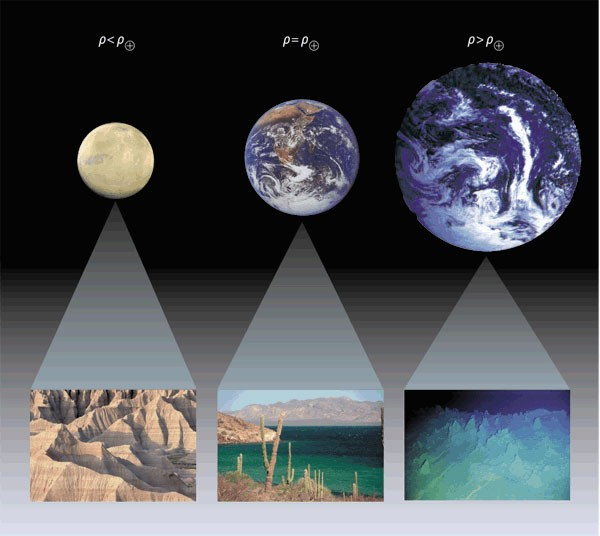 ρ < ρ⊕
ρ = ρ⊕
ρ > ρ⊕